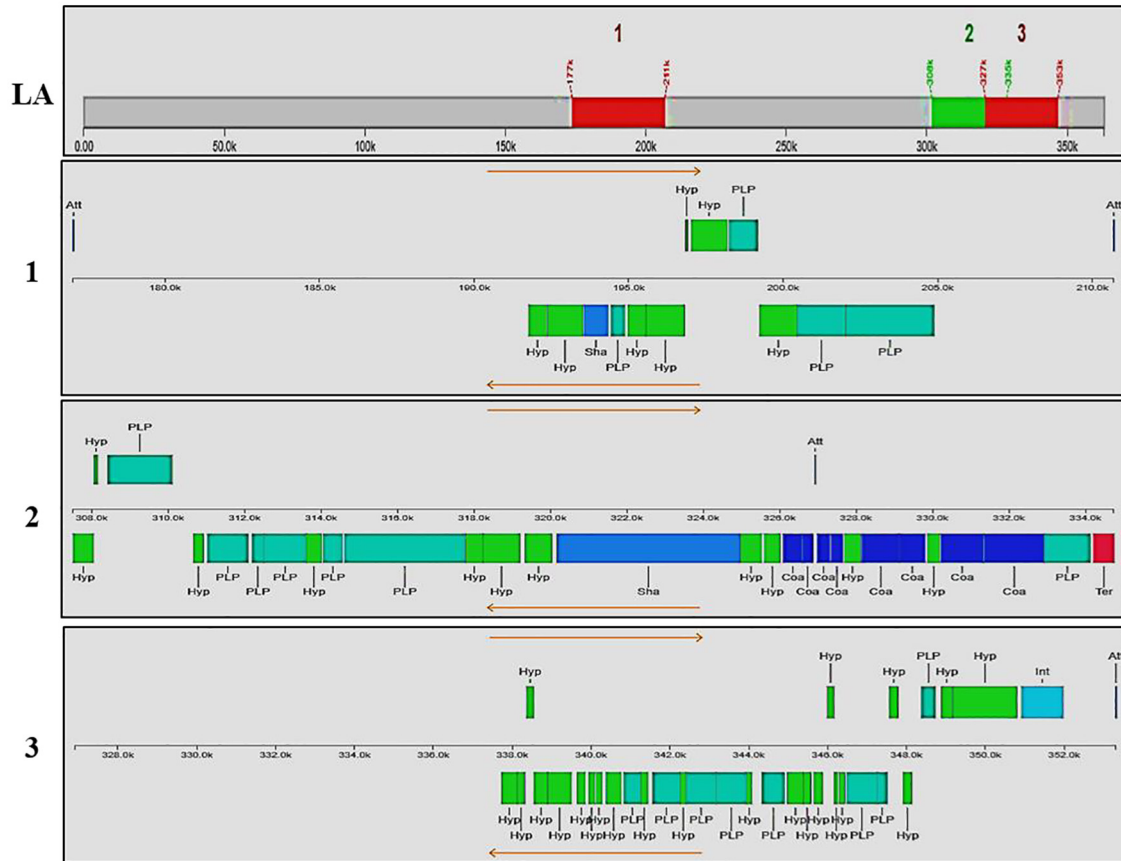 1 2 3
177k 211k 308k 327k 335k 353k
LA
0.00 50.0k 100k 150k 200k 250k 300k 350k
Hyp PLP
Att Hyp Att
1
180.0k 185.0k 190.0k 195.0k 200.0k 205.0k 210.0k
Hyp Sha Hyp Hyp PLP
Hyp PLP Hyp PLP
PLP
Hyp Att
2
308.0k 310.0k 312.0k 314.0k 316.0k 318.0k 320.0k 322.0k 324.0k 326.0k 328.0k 330.0k 332.0k 334.0k
Hyp PLP PLP PLP Hyp Hyp Hyp Coa Coa Hyp Coa Coa PLP
Hyp PLP Hyp PLP Hyp Sha Hyp Coa Coa Coa Hyp Coa Ter
Hyp PLP Hyp Int Att
Hyp Hyp Hyp
3
328.0k 330.0k 332.0k 334.0k 336.0k 338.0k 340.0k 342.0k 344.0k 346.0k 348.0k 350.0k 352.0k
Hyp Hyp Hyp Hyp PLP PLP PLP Hyp Hyp Hyp Hyp PLP
Hyp Hyp Hyp Hyp Hyp Hyp PLP PLP Hyp Hyp PLP Hyp